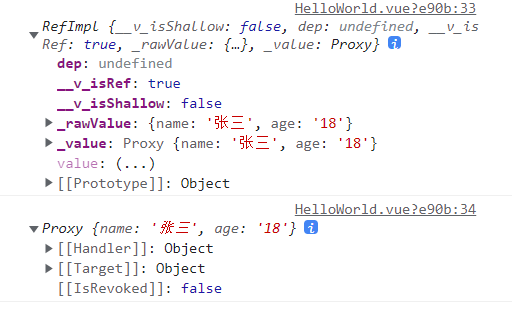 HelloWorld.vue?e90b:33
RefImpl {__v_isShallow: false, dep: undefined, __v_is
Ref: true, _rawValue: {…}, _value: Proxy} i
dep: undefined
__v_isRef: true
__v_isShallow: false
_rawValue: {name: '张三', age: '18'}
_value: Proxy {name: '张三', age: '18'}
value: (...)
[[Prototype]]: Object
HelloWorld.vue?e90b:34
Proxy {name: '张三', age: '18'} i
[[Handler]]: Object
[[Target]]: Object
[[IsRevoked]]: false